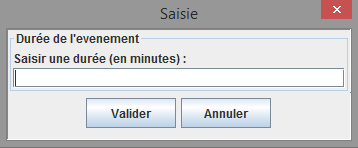 Saisie
Durée de l'evenement
Saisir une durée (en minutes) :
Valider
Annuler